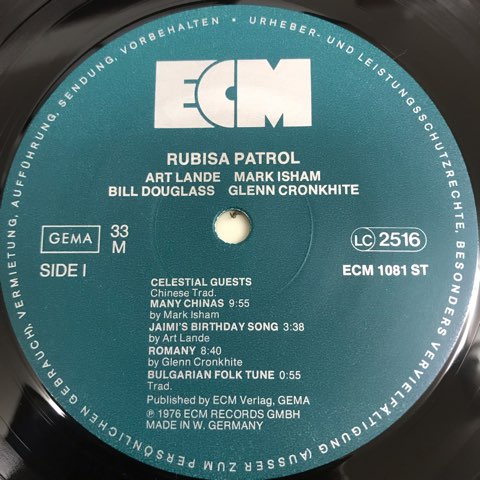 URHEBER- UND LEISTUNGSSCHUTZRECHTE, BESONDERS VERVIELFÄLTIGUNG (AUSSER ZUM PERSÖNLICHEN GEBRAUCH), VERMIETUNG, AUFFÜHRUNG, SENDUNG, VORBEHALTEN •
ECM
RUBISA PATROL
ART LANDE MARK ISHAM
BILL DOUGLASS GLENN CRONKHITE
GEMA 33 M
LC 2516
SIDE I
ECM 1081 ST
CELESTIAL GUESTS
Chinese Trad.
MANY CHINAS 9:55
by Mark Isham
JAIMI'S BIRTHDAY SONG 3:38
by Art Lande
ROMANY 8:40
by Glenn Cronkhite
BULGARIAN FOLK TUNE 0:55
Trad.
Published by ECM Verlag, GEMA
℗ 1976 ECM RECORDS GMBH
MADE IN W. GERMANY